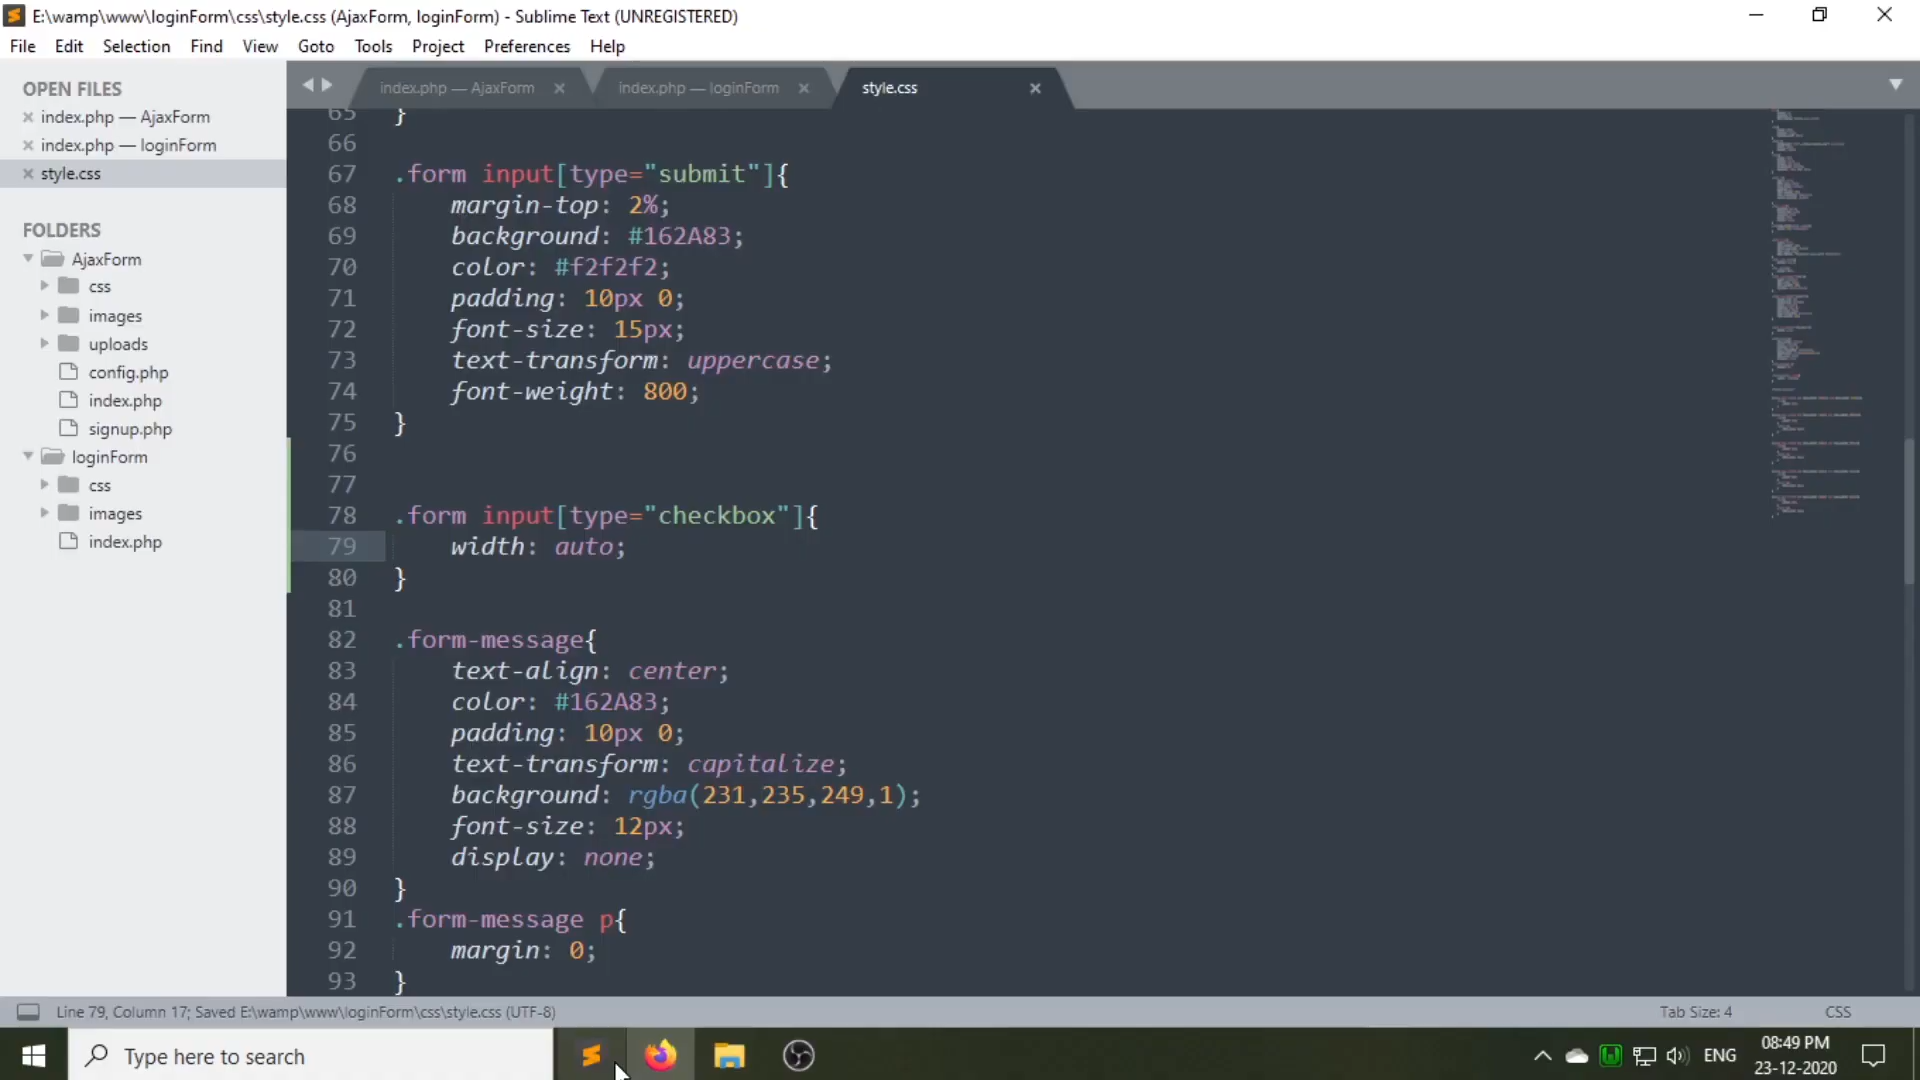 E:\wamp\www\loginForm\css\style.css (AjaxForm, loginForm) - Sublime Text (UNREGISTERED)
File Edit Selection Find View Goto Tools Project Preferences Help
OPEN FILES
index.php — AjaxForm
index.php — loginForm
style.css
FOLDERS
AjaxForm
css
images
uploads
config.php
index.php
signup.php
loginForm
css
images
index.php
index.php — AjaxForm index.php — loginForm style.css
65 }
66
67 .form input[type="submit"]{
68 margin-top: 2%;
69 background: #162A83;
70 color: #f2f2f2;
71 padding: 10px 0;
72 font-size: 15px;
73 text-transform: uppercase;
74 font-weight: 800;
75 }
76
77
78 .form input[type="checkbox"]{
79 width: auto;
80 }
81
82 .form-message{
83 text-align: center;
84 color: #162A83;
85 padding: 10px 0;
86 text-transform: capitalize;
87 background: rgba(231,235,249,1);
88 font-size: 12px;
89 display: none;
90 }
91 .form-message p{
92 margin: 0;
93 }
Line 79, Column 17; Saved E:\wamp\www\loginForm\css\style.css (UTF-8) Tab Size: 4 CSS
Type here to search
ENG
08:49 PM
23-12-2020